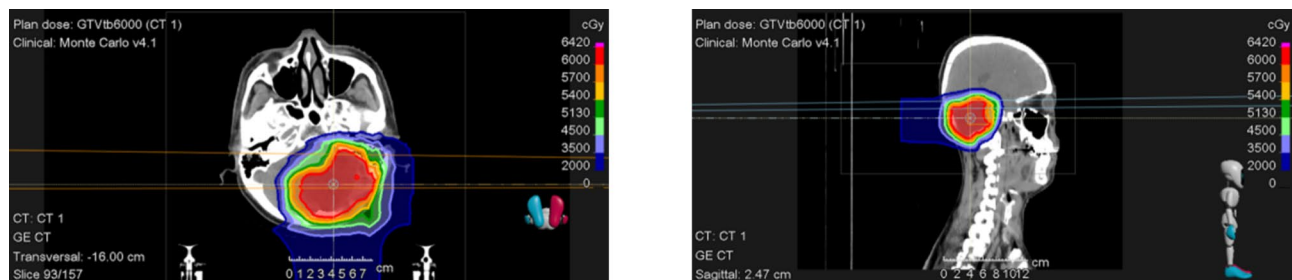 Plan dose: GTVtb6000 (CT 1)
Clinical: Monte Carlo v4.1
cGy
6420
6000
5700
5400
5130
4500
3500
2000
0
CT: CT 1
GE CT
Transversal: -16.00 cm
Slice 93/157
0 1 2 3 4 5 6 7 cm
Plan dose: GTVtb6000 (CT 1)
Clinical: Monte Carlo v4.1
cGy
6420
6000
5700
5400
5130
4500
3500
2000
0
CT: CT 1
GE CT
Sagittal: 2.47 cm
0 2 4 6 8 1012 cm